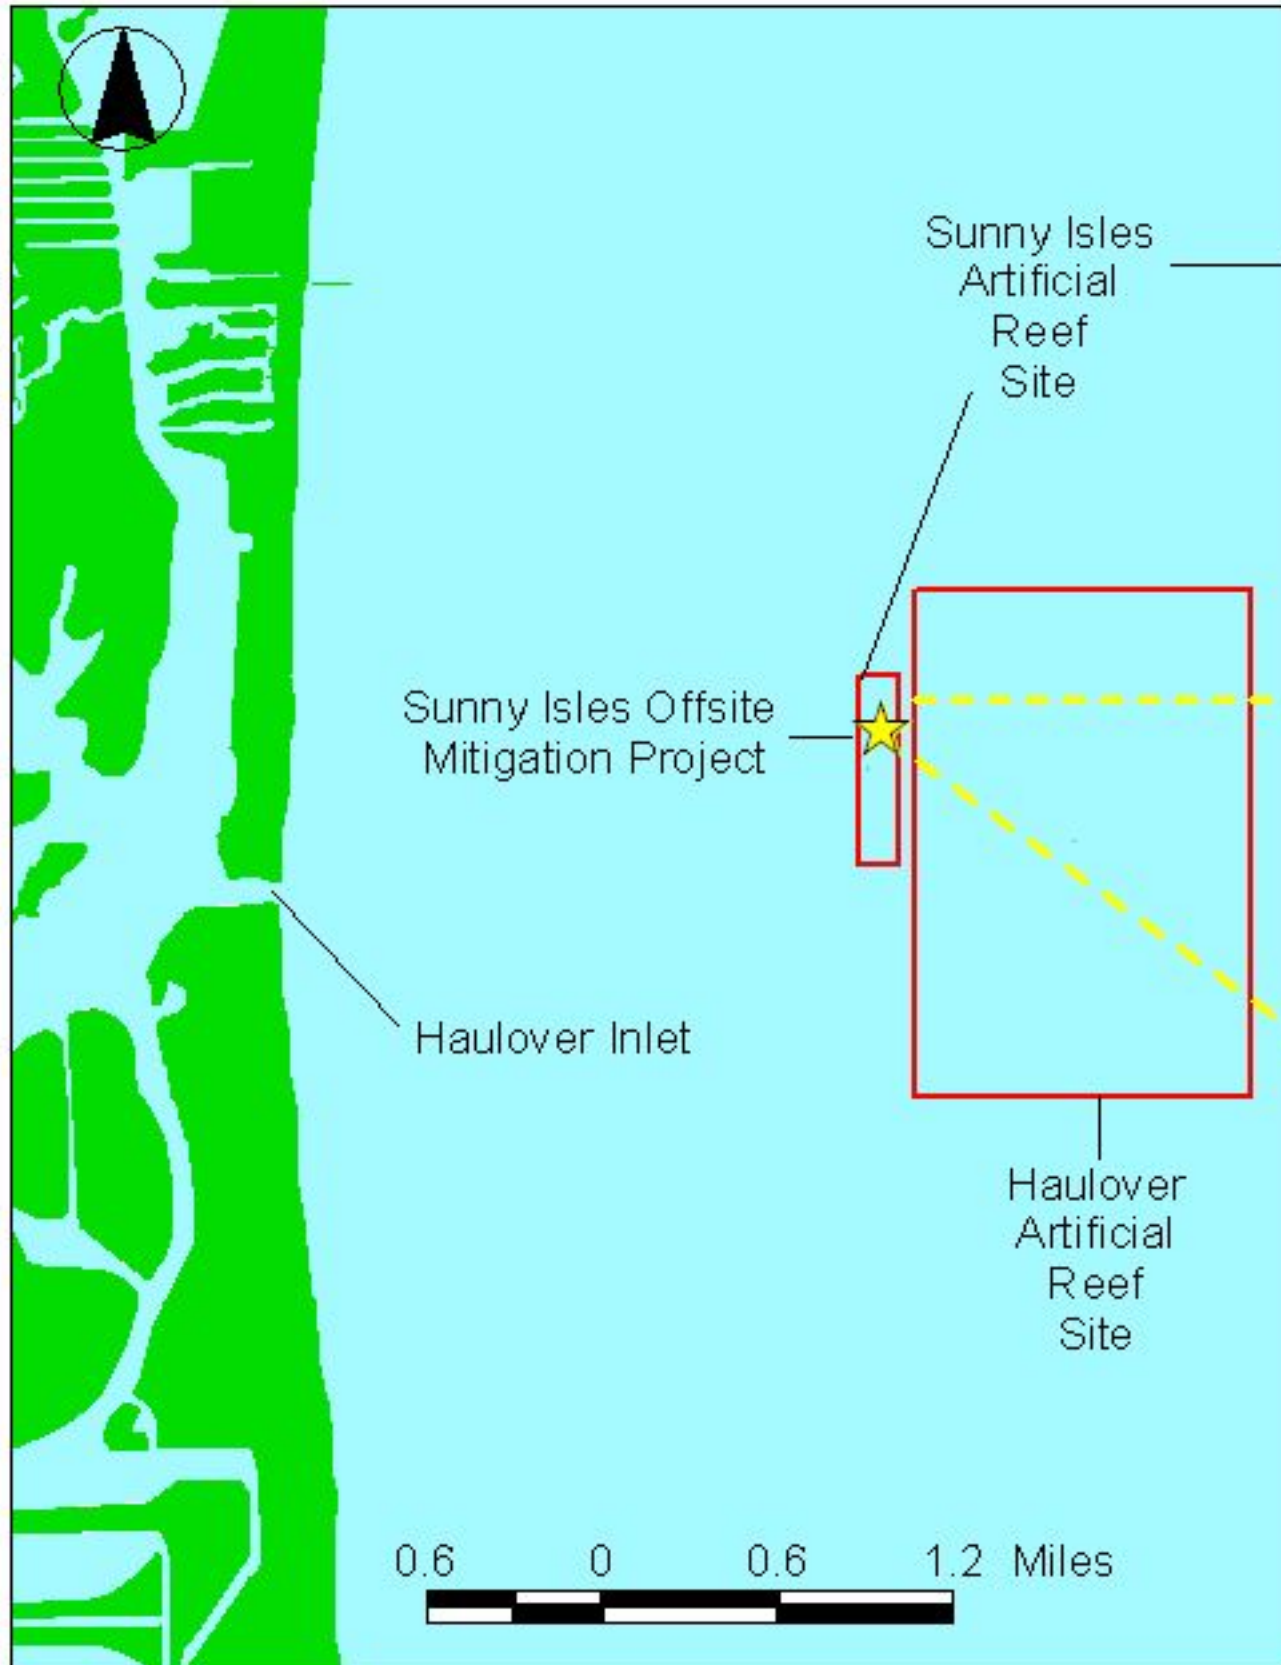 Sunny Isles
Artificial
Reef
Site
Sunny Isles Offsite
Mitigation Project
Haulover Inlet
Haulover
Artificial
Reef
Site
0.6 0 0.6 1.2 Miles